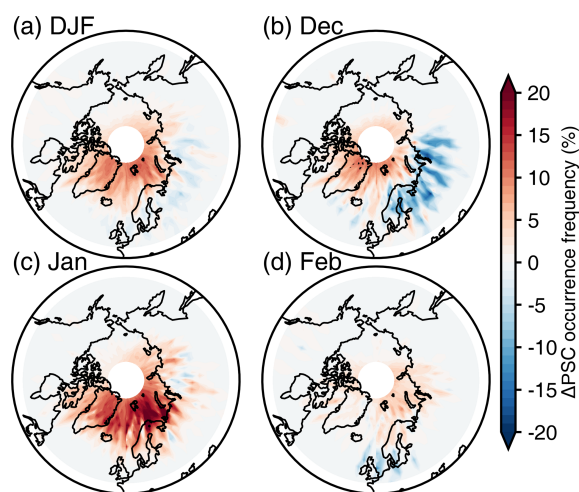 (a) DJF
(b) Dec
(c) Jan
(d) Feb
20
15
10
5
0
-5
-10
-15
-20
ΔPSC occurrence frequency (%)